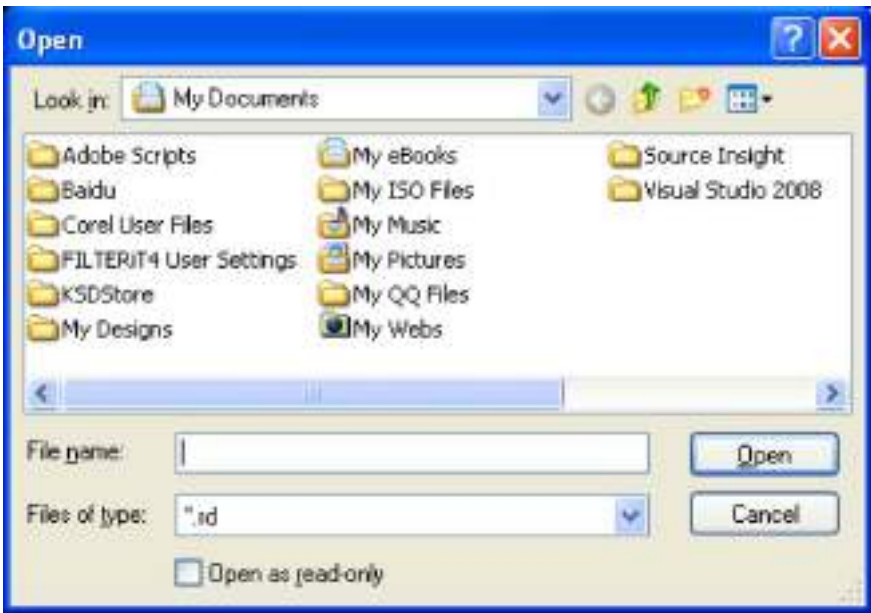 Open
Look in: My Documents
Adobe Scripts My eBooks Source Insight
Baidu My ISO Files Visual Studio 2008
Corel User Files My Music
FILTERiT4 User Settings My Pictures
KSDStore My QQ Files
My Designs My Webs
File name: Open
Files of type: Cancel
Open as read-only